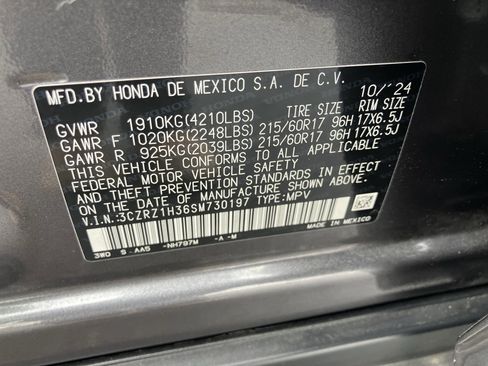 MFD.BY HONDA DE MEXICO S.A. DE C.V. 10/'24
GVWR 1910KG(4210LBS) TIRE SIZE RIM SIZE
GAWR F 1020KG(2248LBS) 215/60R17 96H 17X6.5J
GAWR R 925KG(2039LBS) 215/60R17 96H 17X6.5J
THIS VEHICLE CONFORMS TO ALL APPLICABLE
FEDERAL MOTOR VEHICLE SAFETY STANDARDS IN EFFECT
ON THE DATE OF MANUFACTURE SHOWN ABOVE.
V.I.N:3CZRZ1H36SM730197 TYPE:MPV
3W0 S-AA5 -NH797M -A-M MADE IN MEXICO